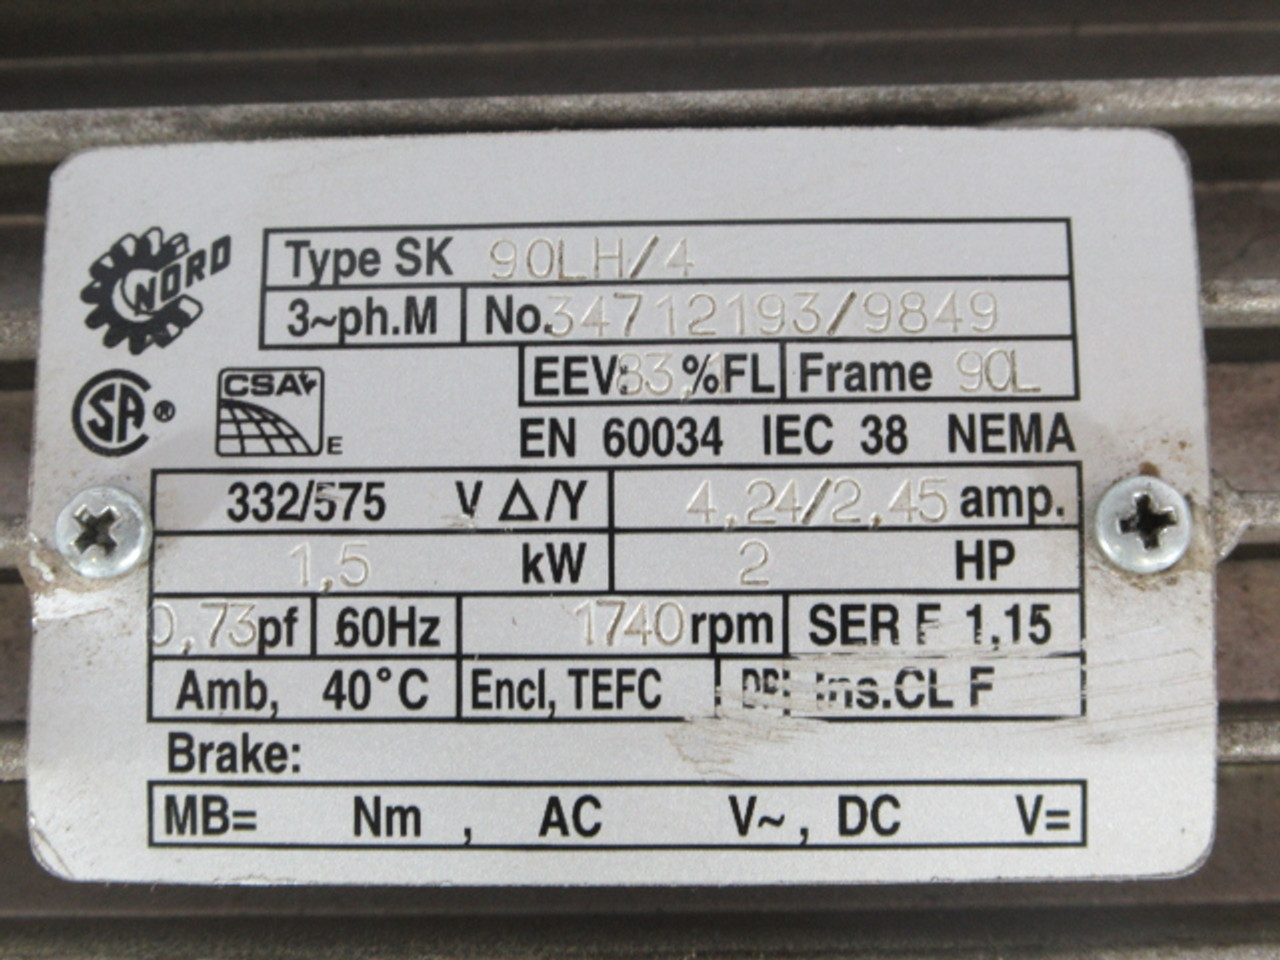 NORD
Type SK 90LH/4
3~ph.M No.34712193/9849
EEV: %FL Frame 90L
SA ® CSA E
EN 60034 IEC 38 NEMA
332/575 V Δ/Y 4,24/2,45 amp.
1,5 kW 2 HP
0,73pf 60Hz 1740rpm SER F 1.15
Amb, 40°C Encl, TEFC Ins.CL F
Brake:
MB= Nm , AC V~, DC V=